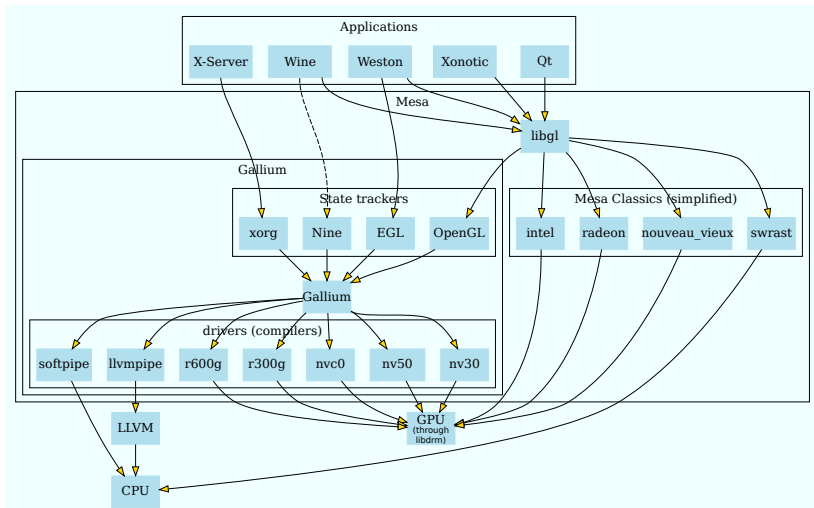 Applications
X-Server
Wine
Weston
Xonotic
Qt
Mesa
libgl
Gallium
State trackers
Mesa Classics (simplified)
xorg
Nine
EGL
OpenGL
intel
radeon
nouveau_vieux
swrast
Gallium
drivers (compilers)
softpipe
llvmpipe
r600g
r300g
nvc0
nv50
nv30
LLVM
GPU
(through
libdrm)
CPU